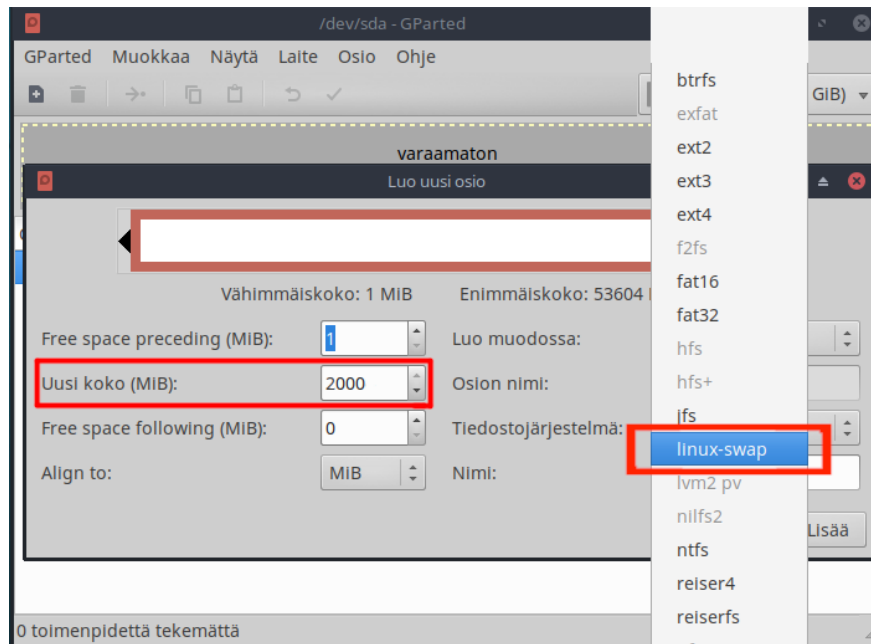 /dev/sda - GParted
GParted Muokkaa Näytä Laite Osio Ohje
GiB)
varaamaton
Luo uusi osio
Vähimmäiskoko: 1 MiB Enimmäiskoko: 53604
Free space preceding (MiB): 1 Luo muodossa:
Uusi koko (MiB): 2000 Osion nimi:
Free space following (MiB): 0 Tiedostojärjestelmä:
Align to: MiB Nimi:
Lisää
0 toimenpidettä tekemättä
btrfs
exfat
ext2
ext3
ext4
f2fs
fat16
fat32
hfs
hfs+
jfs
linux-swap
lvm2 pv
nilfs2
ntfs
reiser4
reiserfs